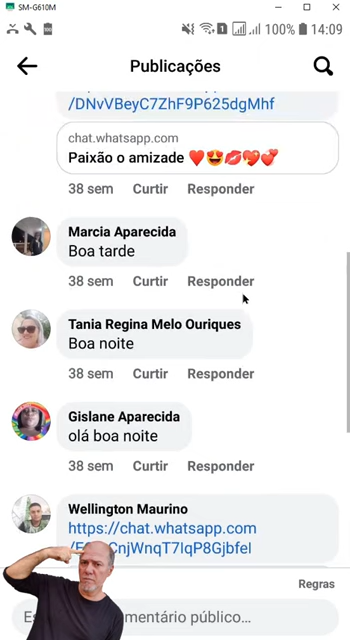 SM-G610M
100% 14:09
Publicações
/DNvVBeyC7ZhF9P625dgMhf
chat.whatsapp.com
Paixão o amizade ❤️😍💋💖💕
38 sem Curtir Responder
Marcia Aparecida
Boa tarde
38 sem Curtir Responder
Tania Regina Melo Ouriques
Boa noite
38 sem Curtir Responder
Gislane Aparecida
olá boa noite
38 sem Curtir Responder
Wellington Maurino
https://chat.whatsapp.com
Regras
público...